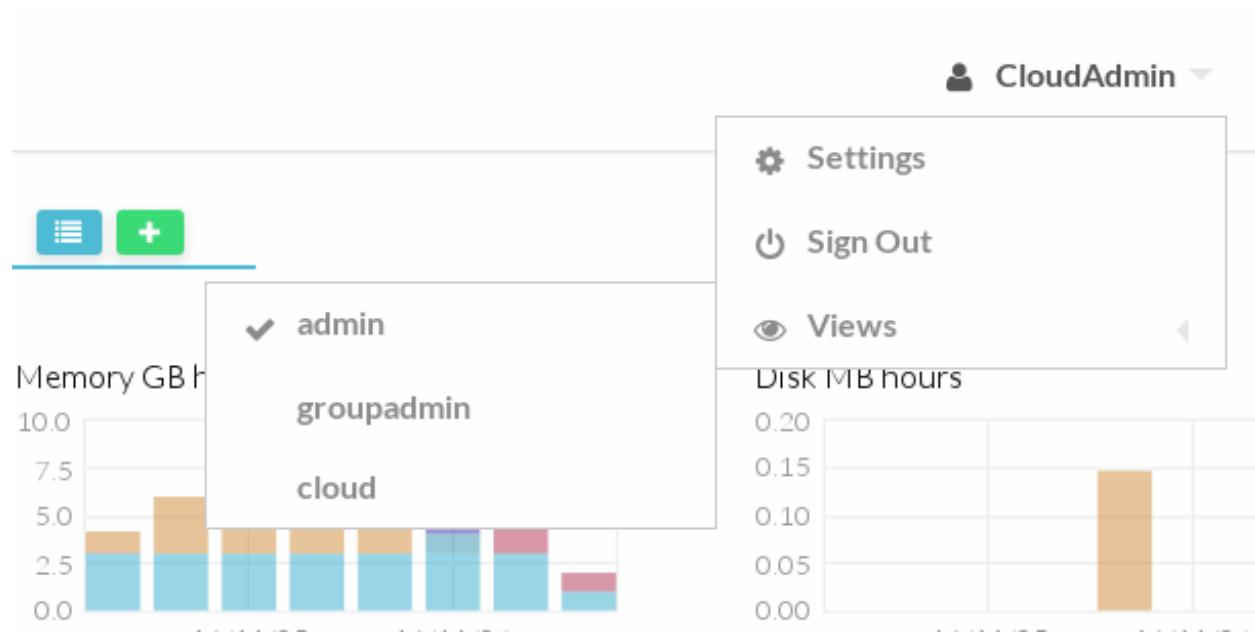 CloudAdmin
Settings
Sign Out
Views
admin
groupadmin
cloud
Memory GB h
10.0
7.5
5.0
2.5
0.0
Disk MB hours
0.20
0.15
0.10
0.05
0.00